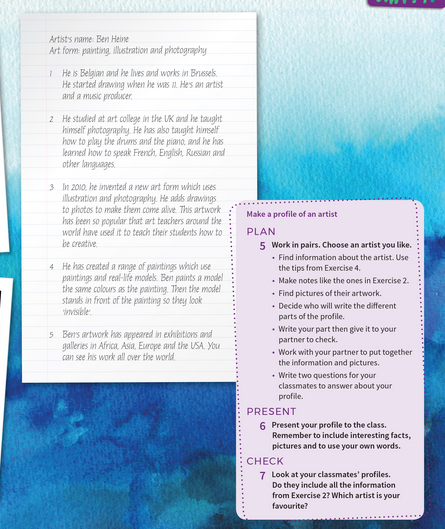 Artist's name: Ben Heine
Art form: painting, illustration and photography
1 He is Belgian and he lives and works in Brussels.
He started drawing when he was 11. He's an artist
and a music producer.
2 He studied at art college in the UK and he taught
himself photography. He has also taught himself
how to play the drums and the piano, and he has
learned how to speak French, English, Russian and
other languages.
3 In 2010, he invented a new art form which uses
illustration and photography. He adds drawings
to photos to make them come alive. This artwork
has been so popular that art teachers around the
world have used it to teach their students how to
be creative.
4 He has created a range of paintings which use
paintings and real-life models. Ben paints a model
the same colours as the painting. Then the model
stands in front of the painting so they look
'invisible'.
5 Ben's artwork has appeared in exhibitions and
galleries in Africa, Asia, Europe and the USA. You
can see his work all over the world.
Make a profile of an artist
PLAN
5 Work in pairs. Choose an artist you like.
• Find information about the artist. Use
the tips from Exercise 4.
• Make notes like the ones in Exercise 2.
• Find pictures of their artwork.
• Decide who will write the different
parts of the profile.
• Write your part then give it to your
partner to check.
• Work with your partner to put together
the information and pictures.
• Write two questions for your
classmates to answer about your
profile.
PRESENT
6 Present your profile to the class.
Remember to include interesting facts,
pictures and to use your own words.
CHECK
7 Look at your classmates' profiles.
Do they include all the information
from Exercise 2? Which artist is your
favourite?